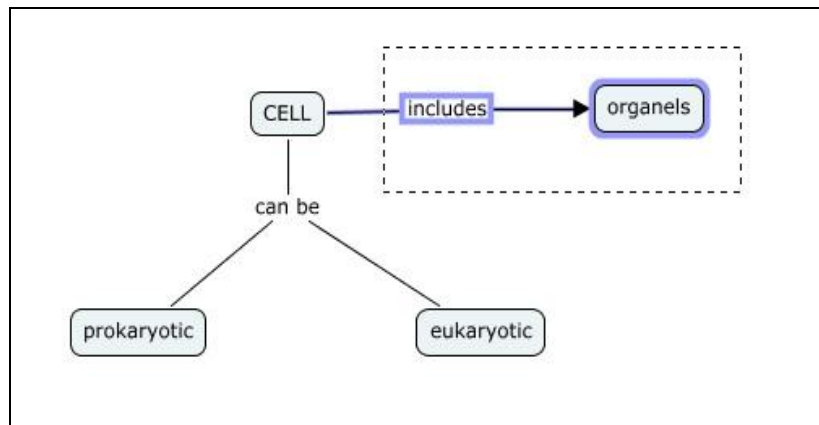 CELL
includes
organels
can be
prokaryotic
eukaryotic